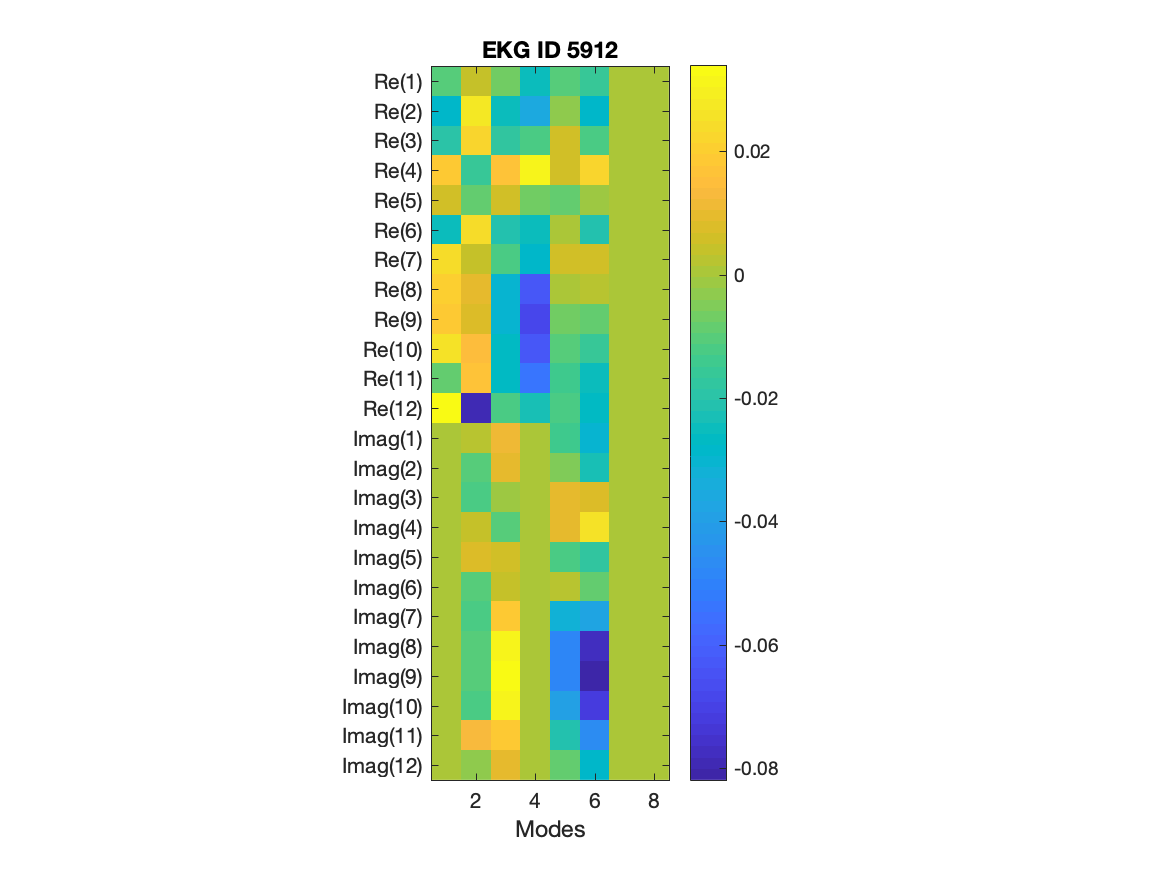 EKG ID 5912
Re(1)
Re(2)
Re(3)
Re(4)
Re(5)
Re(6)
Re(7)
Re(8)
Re(9)
Re(10)
Re(11)
Re(12)
Imag(1)
Imag(2)
Imag(3)
Imag(4)
Imag(5)
Imag(6)
Imag(7)
Imag(8)
Imag(9)
Imag(10)
Imag(11)
Imag(12)
2 4 6 8
Modes
0.02
0
-0.02
-0.04
-0.06
-0.08